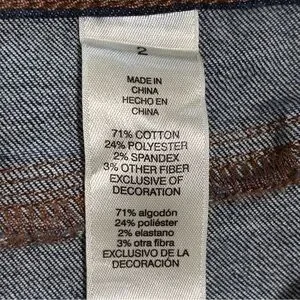 2
MADE IN
CHINA
HECHO EN
CHINA
71% COTTON
24% POLYESTER
2% SPANDEX
3% OTHER FIBER
EXCLUSIVE OF
DECORATION
71% algodón
24% poliéster
2% elastano
3% otra fibra
EXCLUSIVO DE LA
DECORACIÓN